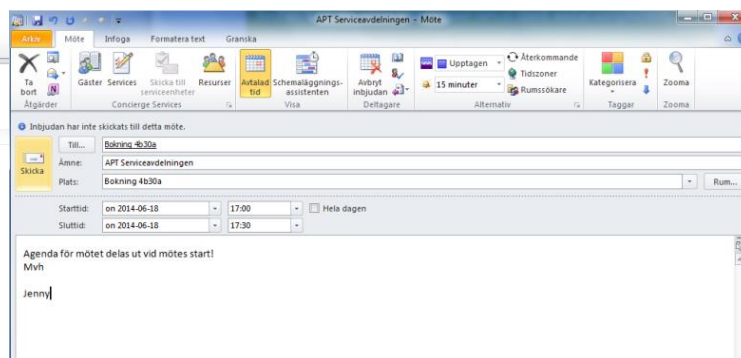 APT Serviceavdelningen - Möte
Arkiv Möte Infoga Formatera text Granska
Ta bort
Gäster Services Skicka till serviceenheter Resurser
Avtalad tid Schemaläggnings-assistenten
Avbryt inbjudan
Upptagen
15 minuter
Återkommande
Tidszoner
Rumssökare
Kategorisera
Zooma
Åtgärder Concierge Services Visa Deltagare Alternativ Taggar Zooma
Inbjudan har inte skickats till detta möte.
Skicka
Till... Bokning 4b30a
Ämne: APT Serviceavdelningen
Plats: Bokning 4b30a Rum...
Starttid: on 2014-06-18 17:00 Hela dagen
Sluttid: on 2014-06-18 17:30
Agenda för mötet delas ut vid mötes start!
Mvh
Jenny